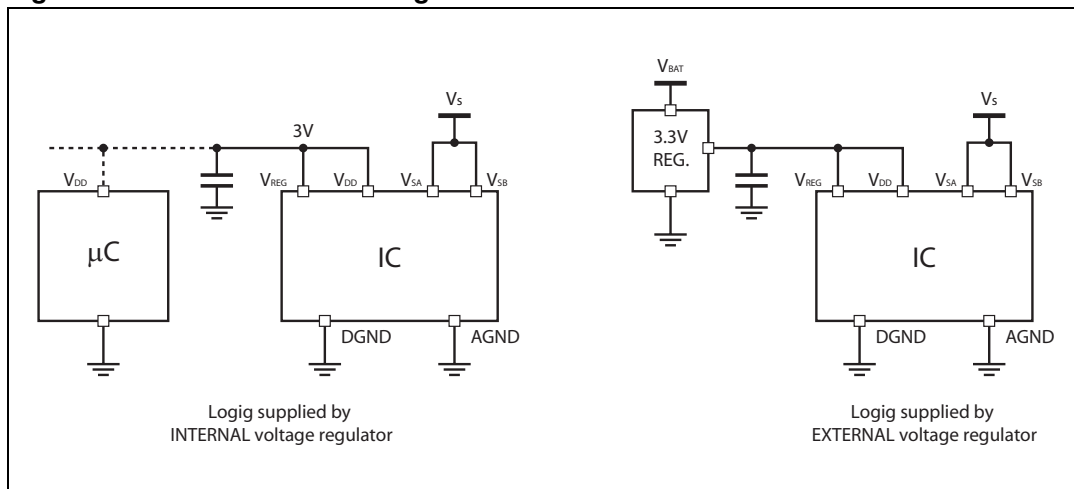 3V
Vs
VDD
VREG
VDD
VSA
VSB
µC
IC
DGND
AGND
Logig supplied by
INTERNAL voltage regulator
VBAT
3.3V
REG.
Vs
VREG
VDD
VSA
VSB
IC
DGND
AGND
Logig supplied by
EXTERNAL voltage regulator